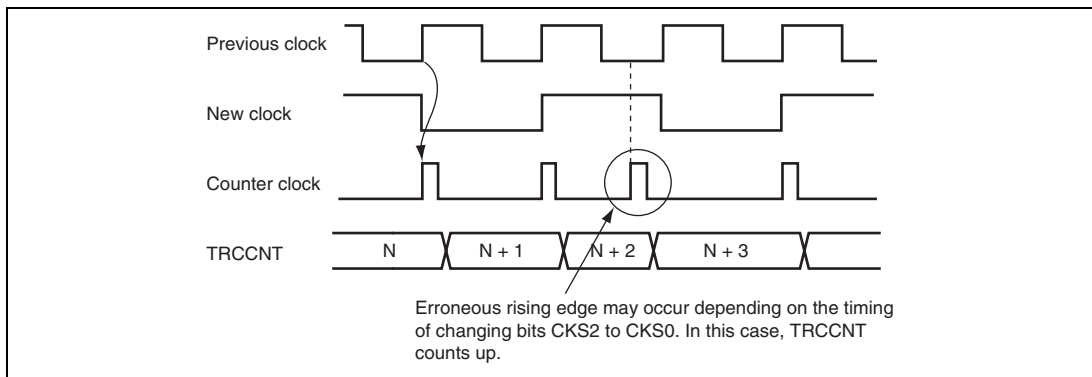 Previous clock
New clock
Counter clock
TRCCNT
N
N + 1
N + 2
N + 3
Erroneous rising edge may occur depending on the timing
of changing bits CKS2 to CKS0. In this case, TRCCNT
counts up.